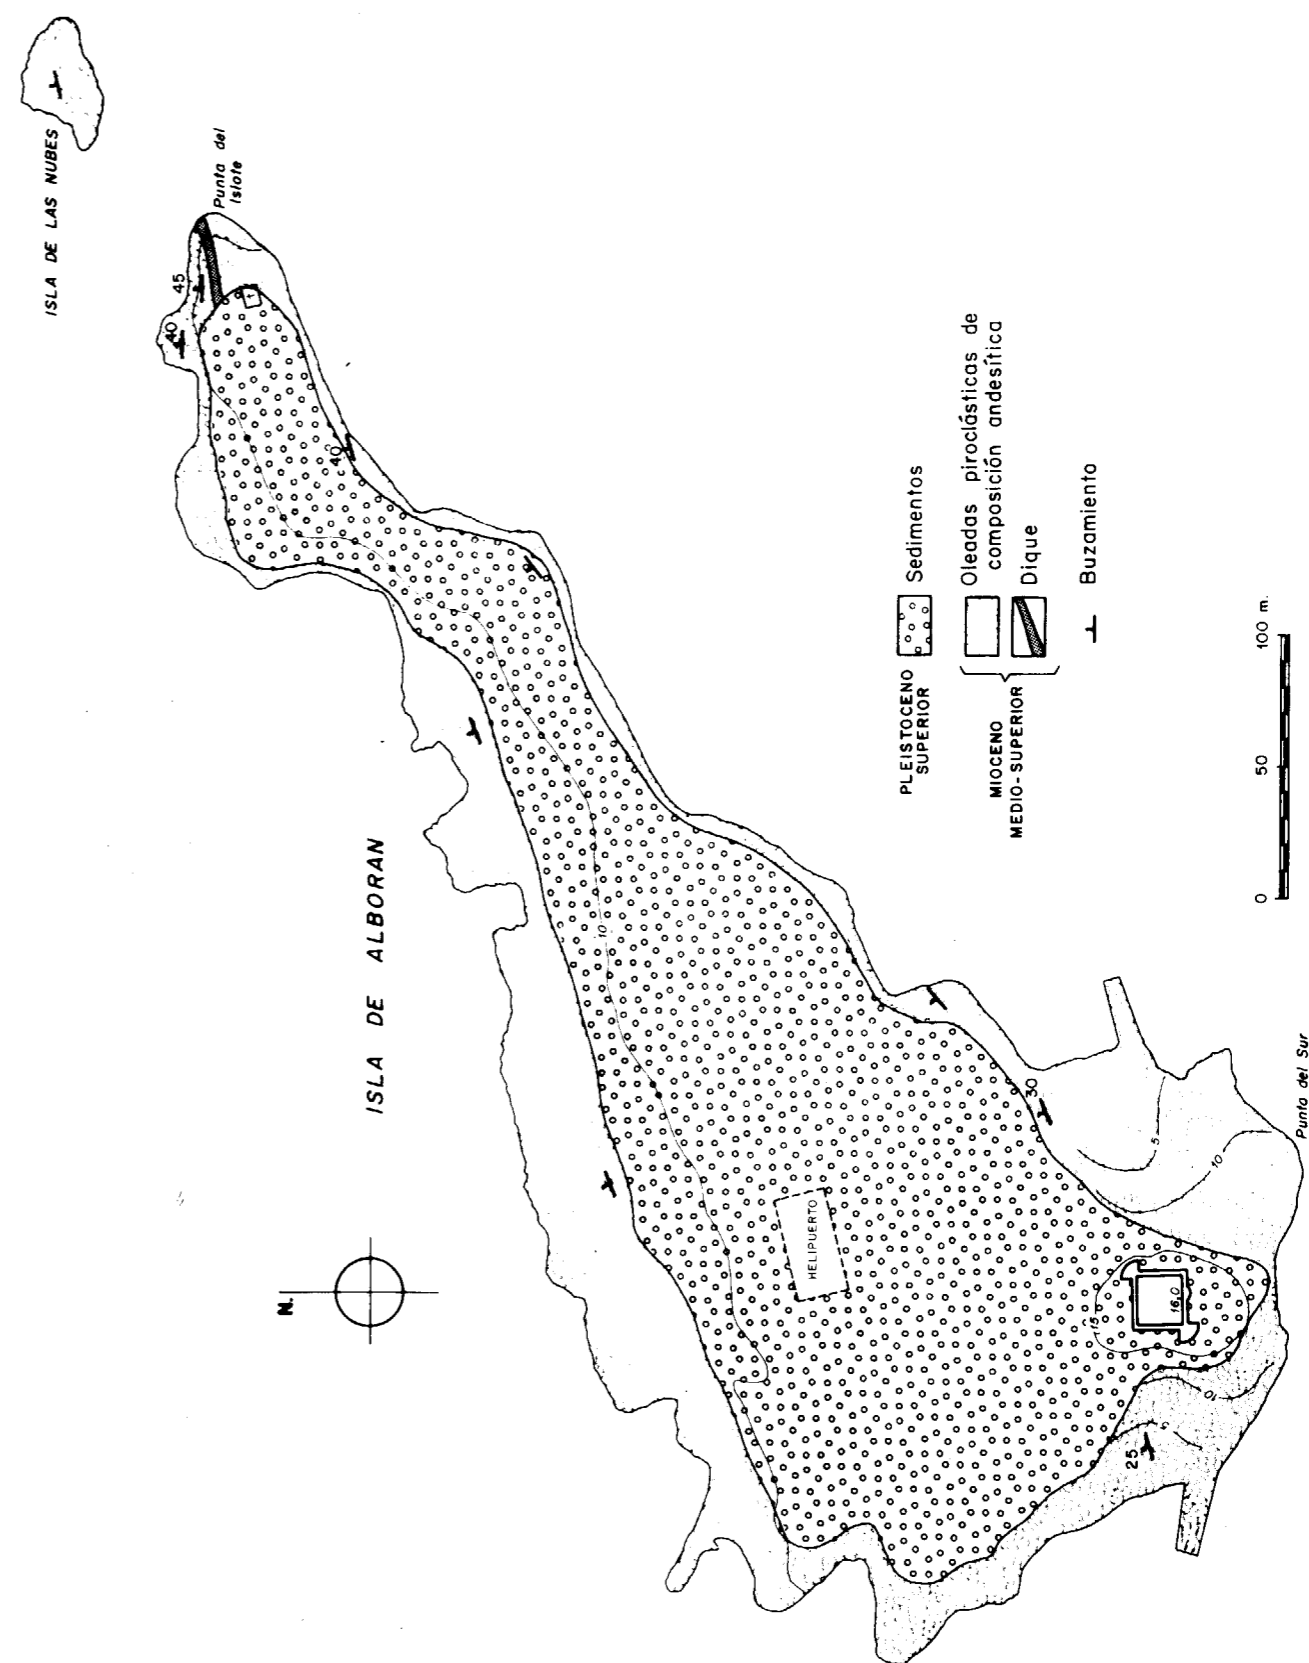 ISLA DE LAS NUBES
Punta del
Islote
45
40
40
ISLA DE ALBORAN
N.
10
HELIPUERTO
30
5
10
15
16,0
10
5
25
Punta del Sur
PLEISTOCENO
SUPERIOR
Sedimentos
MIOCENO
MEDIO-SUPERIOR
Oleadas piroclásticas de
composición andesítica
Dique
Buzamiento
0 50 100 m.